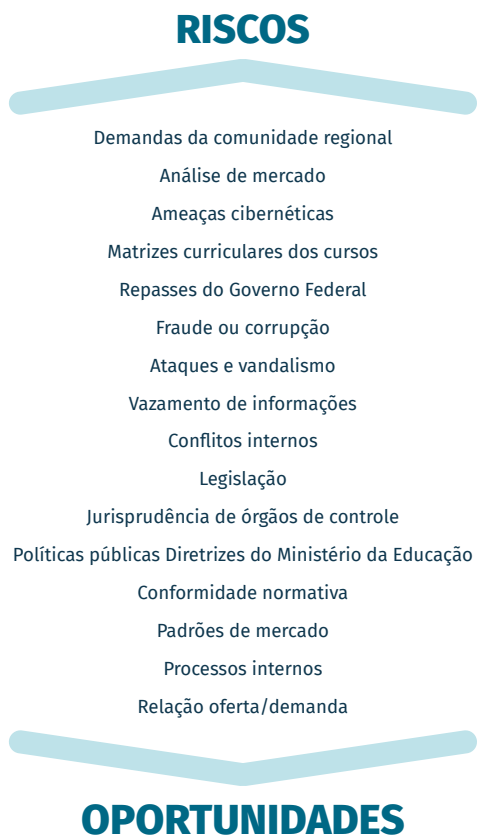 RISCOS
Demandas da comunidade regional
Análise de mercado
Ameaças cibernéticas
Matrizes curriculares dos cursos
Repasses do Governo Federal
Fraude ou corrupção
Ataques e vandalismo
Vazamento de informações
Conflitos internos
Legislação
Jurisprudência de órgãos de controle
Políticas públicas Diretrizes do Ministério da Educação
Conformidade normativa
Padrões de mercado
Processos internos
Relação oferta/demanda
OPORTUNIDADES